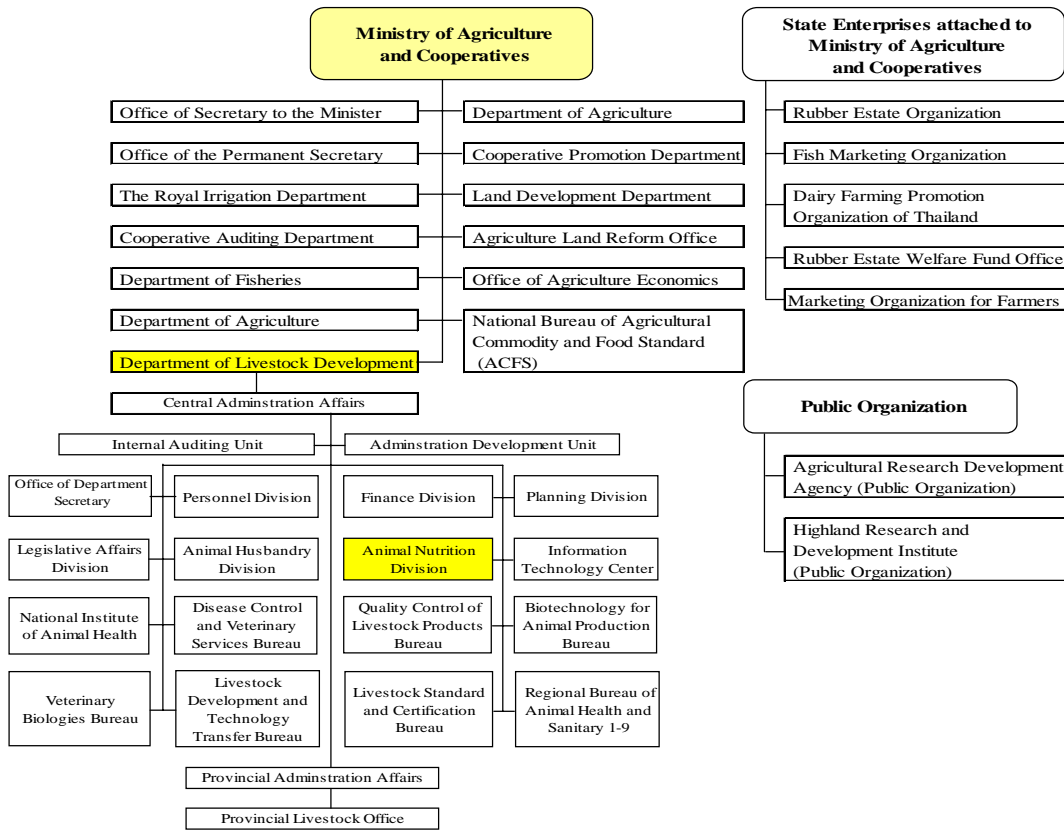 Ministry of Agriculture
and Cooperatives
State Enterprises attached to
Ministry of Agriculture
and Cooperatives
Office of Secretary to the Minister
Department of Agriculture
Office of the Permanent Secretary
Cooperative Promotion Department
The Royal Irrigation Department
Land Development Department
Cooperative Auditing Department
Agriculture Land Reform Office
Department of Fisheries
Office of Agriculture Economics
Department of Agriculture
National Bureau of Agricultural
Commodity and Food Standard
(ACFS)
Department of Livestock Development
Rubber Estate Organization
Fish Marketing Organization
Dairy Farming Promotion
Organization of Thailand
Rubber Estate Welfare Fund Office
Marketing Organization for Farmers
Central Adminstration Affairs
Internal Auditing Unit
Adminstration Development Unit
Office of Department
Secretary
Personnel Division
Finance Division
Planning Division
Legislative Affairs
Division
Animal Husbandry
Division
Animal Nutrition
Division
Information
Technology Center
National Institute
of Animal Health
Disease Control
and Veterinary
Services Bureau
Quality Control of
Livestock Products
Bureau
Biotechnology for
Animal Production
Bureau
Veterinary
Biologies Bureau
Livestock
Development and
Technology
Transfer Bureau
Livestock Standard
and Certification
Bureau
Regional Bureau of
Animal Health and
Sanitary 1-9
Provincial Adminstration Affairs
Provincial Livestock Office
Public Organization
Agricultural Research Development
Agency (Public Organization)
Highland Research and
Development Institute
(Public Organization)